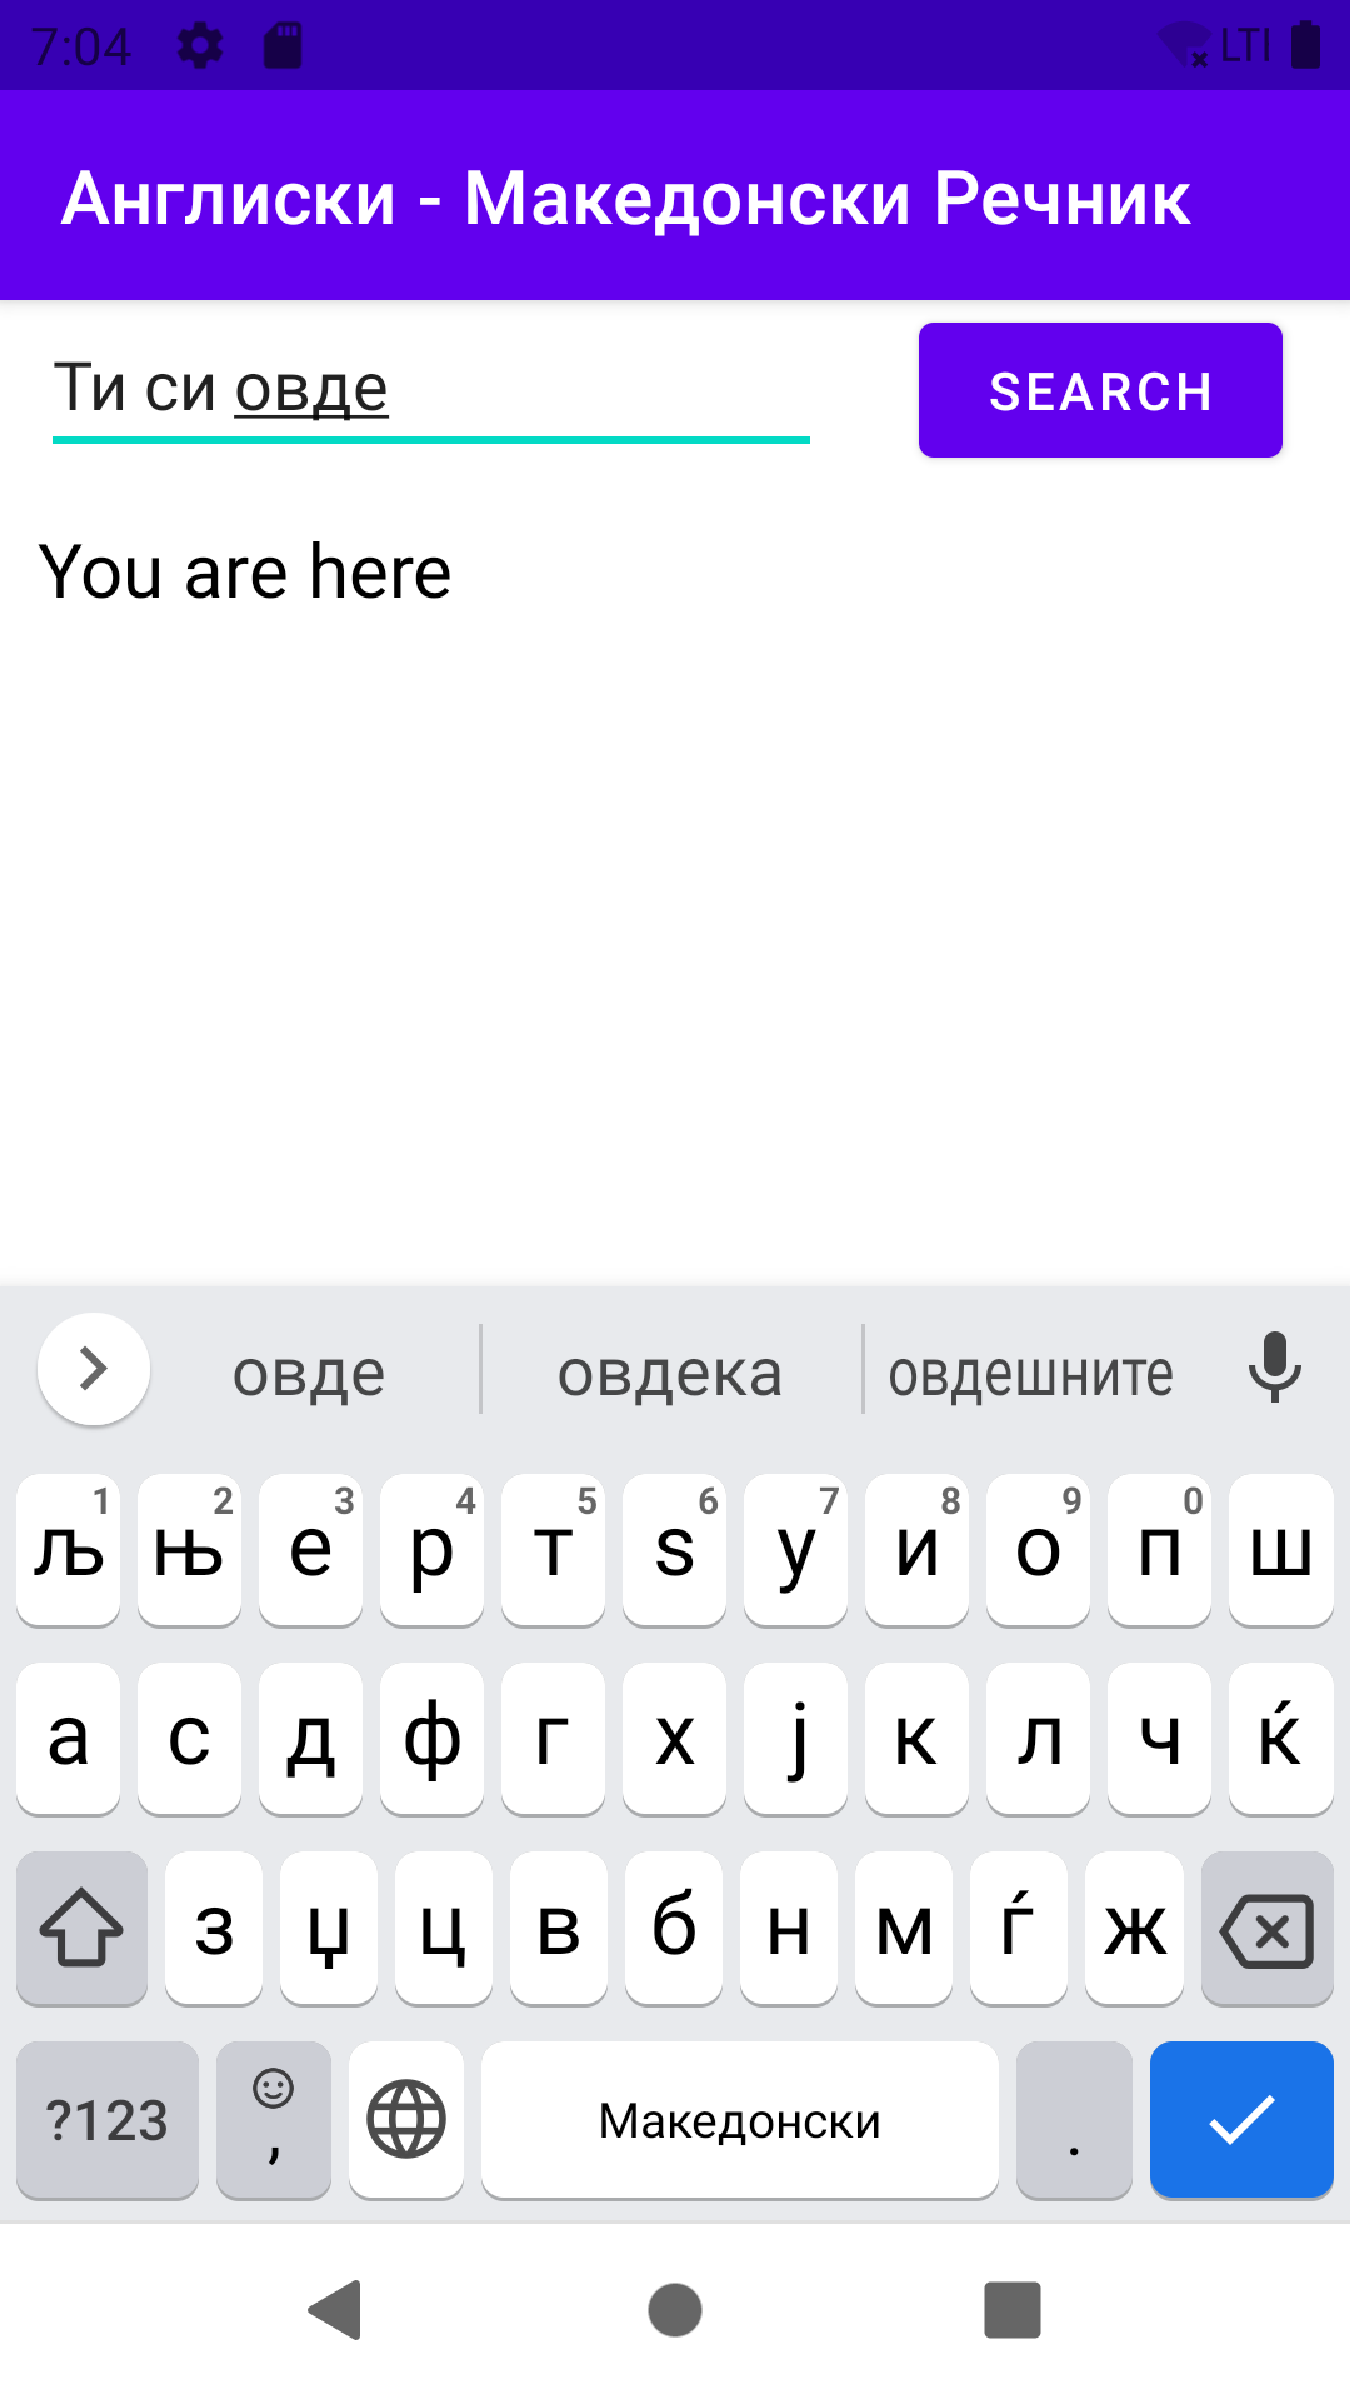 7:04 LTI
Англиски - Македонски Речник
Ти си овде SEARCH
You are here
овде овдека овдешните
1 2 3 4 5 6 7 8 9 0
љ њ е р т ѕ у и о п ш
а с д ф г х ј к л ч ќ
з џ ц в б н м ѓ ж
?123 , Македонски .